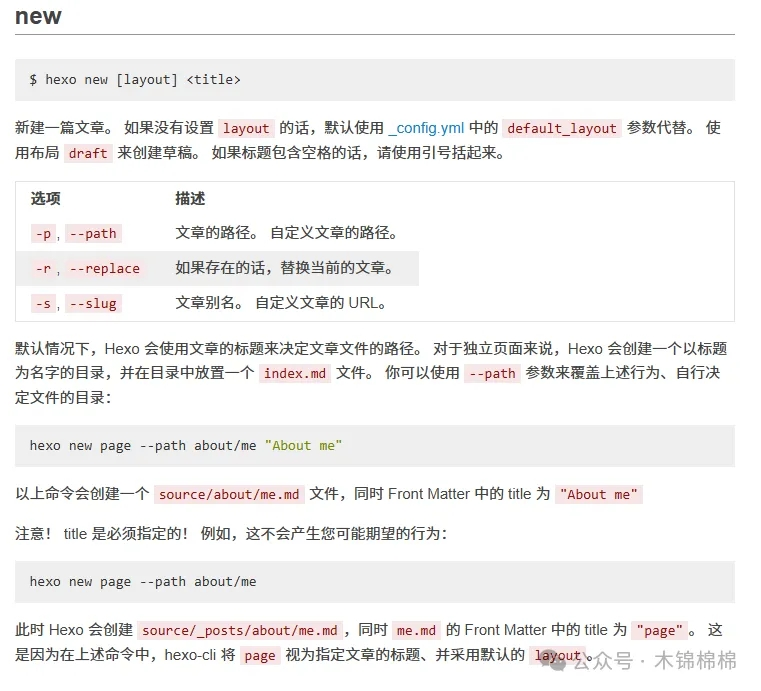 new
$ hexo new [layout] <title>
新建一篇文章。 如果没有设置 layout 的话，默认使用 _config.yml 中的 default_layout 参数代替。 使
用布局 draft 来创建草稿。 如果标题包含空格的话，请使用引号括起来。
选项 描述
-p, --path 文章的路径。 自定义文章的路径。
-r, --replace 如果存在的话，替换当前的文章。
-s, --slug 文章别名。 自定义文章的 URL。
默认情况下，Hexo 会使用文章的标题来决定文章文件的路径。 对于独立页面来说，Hexo 会创建一个以标题
为名字的目录，并在目录中放置一个 index.md 文件。 你可以使用 --path 参数来覆盖上述行为、自行决
定文件的目录：
hexo new page --path about/me "About me"
以上命令会创建一个 source/about/me.md 文件，同时 Front Matter 中的 title 为 "About me"
注意！ title 是必须指定的！ 例如，这不会产生您可能期望的行为：
hexo new page --path about/me
此时 Hexo 会创建 source/_posts/about/me.md，同时 me.md 的 Front Matter 中的 title 为 "page"。 这
是因为在上述命令中，hexo-cli 将 page 视为指定文章的标题、并采用默认的 layout。
公众号 · 木锦棉棉